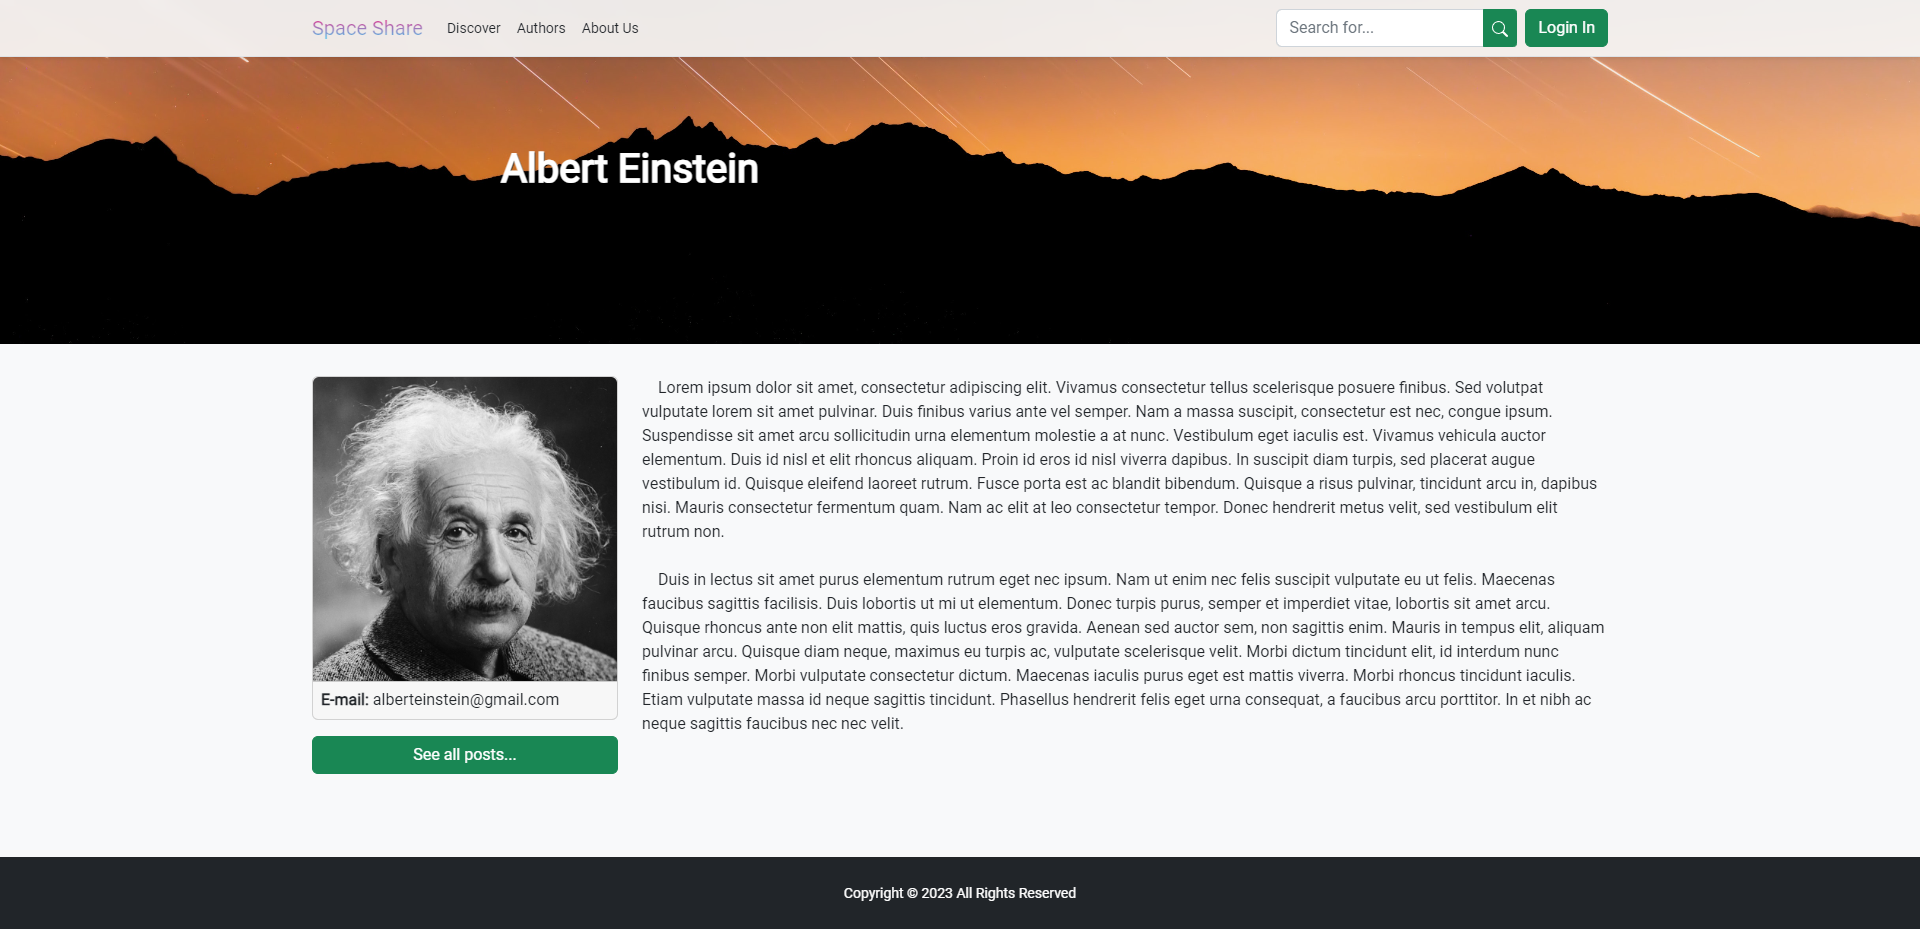 Space Share Discover Authors About Us Search for... Login In
Albert Einstein
Lorem ipsum dolor sit amet, consectetur adipiscing elit. Vivamus consectetur tellus scelerisque posuere finibus. Sed volutpat
vulputate lorem sit amet pulvinar. Duis finibus varius ante vel semper. Nam a massa suscipit, consectetur est nec, congue ipsum.
Suspendisse sit amet arcu sollicitudin urna elementum molestie a at nunc. Vestibulum eget iaculis est. Vivamus vehicula auctor
elementum. Duis id nisl et elit rhoncus aliquam. Proin id eros id nisl viverra dapibus. In suscipit diam turpis, sed placerat augue
vestibulum id. Quisque eleifend laoreet rutrum. Fusce porta est ac blandit bibendum. Quisque a risus pulvinar, tincidunt arcu in, dapibus
nisi. Mauris consectetur fermentum quam. Nam ac elit at leo consectetur tempor. Donec hendrerit metus velit, sed vestibulum elit
rutrum non.
Duis in lectus sit amet purus elementum rutrum eget nec ipsum. Nam ut enim nec felis suscipit vulputate eu ut felis. Maecenas
faucibus sagittis facilisis. Duis lobortis ut mi ut elementum. Donec turpis purus, semper et imperdiet vitae, lobortis sit amet arcu.
Quisque rhoncus ante non elit mattis, quis luctus eros gravida. Aenean sed auctor sem, non sagittis enim. Mauris in tempus elit, aliquam
pulvinar arcu. Quisque diam neque, maximus eu turpis ac, vulputate scelerisque velit. Morbi dictum tincidunt elit, id interdum nunc
finibus semper. Morbi vulputate consectetur dictum. Maecenas iaculis purus eget est mattis viverra. Morbi rhoncus tincidunt iaculis.
Etiam vulputate massa id neque sagittis tincidunt. Phasellus hendrerit felis eget urna consequat, a faucibus arcu porttitor. In et nibh ac
neque sagittis faucibus nec nec velit.
E-mail: alberteinstein@gmail.com
See all posts...
Copyright © 2023 All Rights Reserved